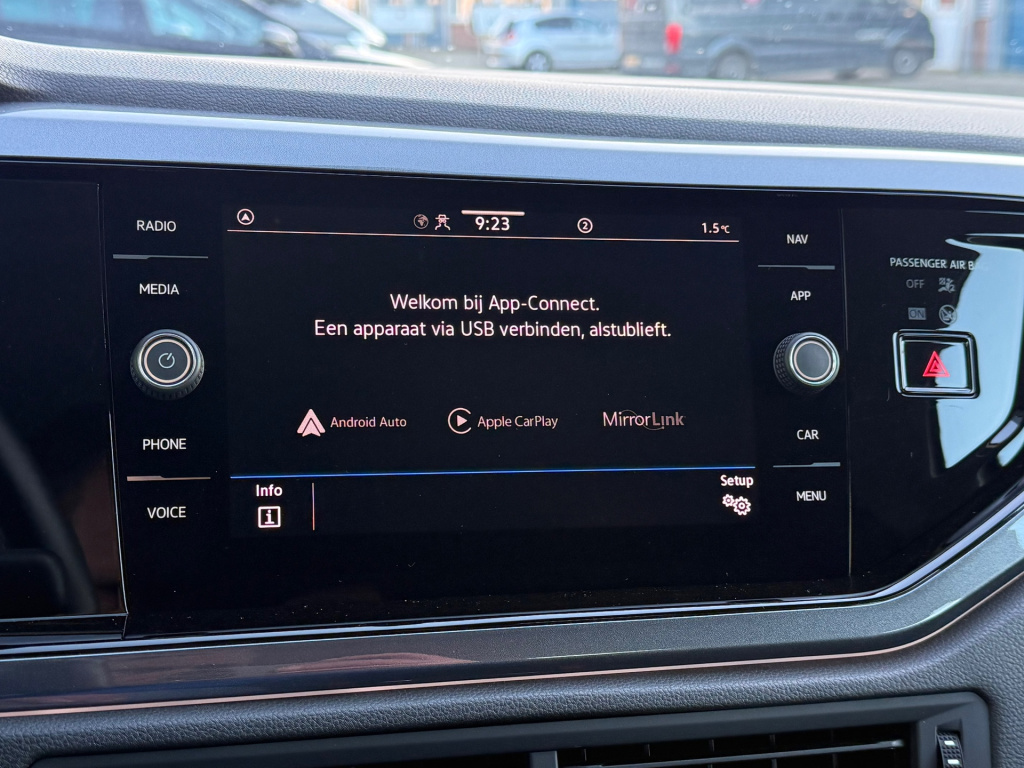 RADIO
MEDIA
PHONE
VOICE
9:23
2
1.5°C
Welkom bij App-Connect.
Een apparaat via USB verbinden, alstublieft.
Android Auto
Apple CarPlay
MirrorLink
Info
i
Setup
NAV
APP
CAR
MENU
PASSENGER AIR
OFF
ON